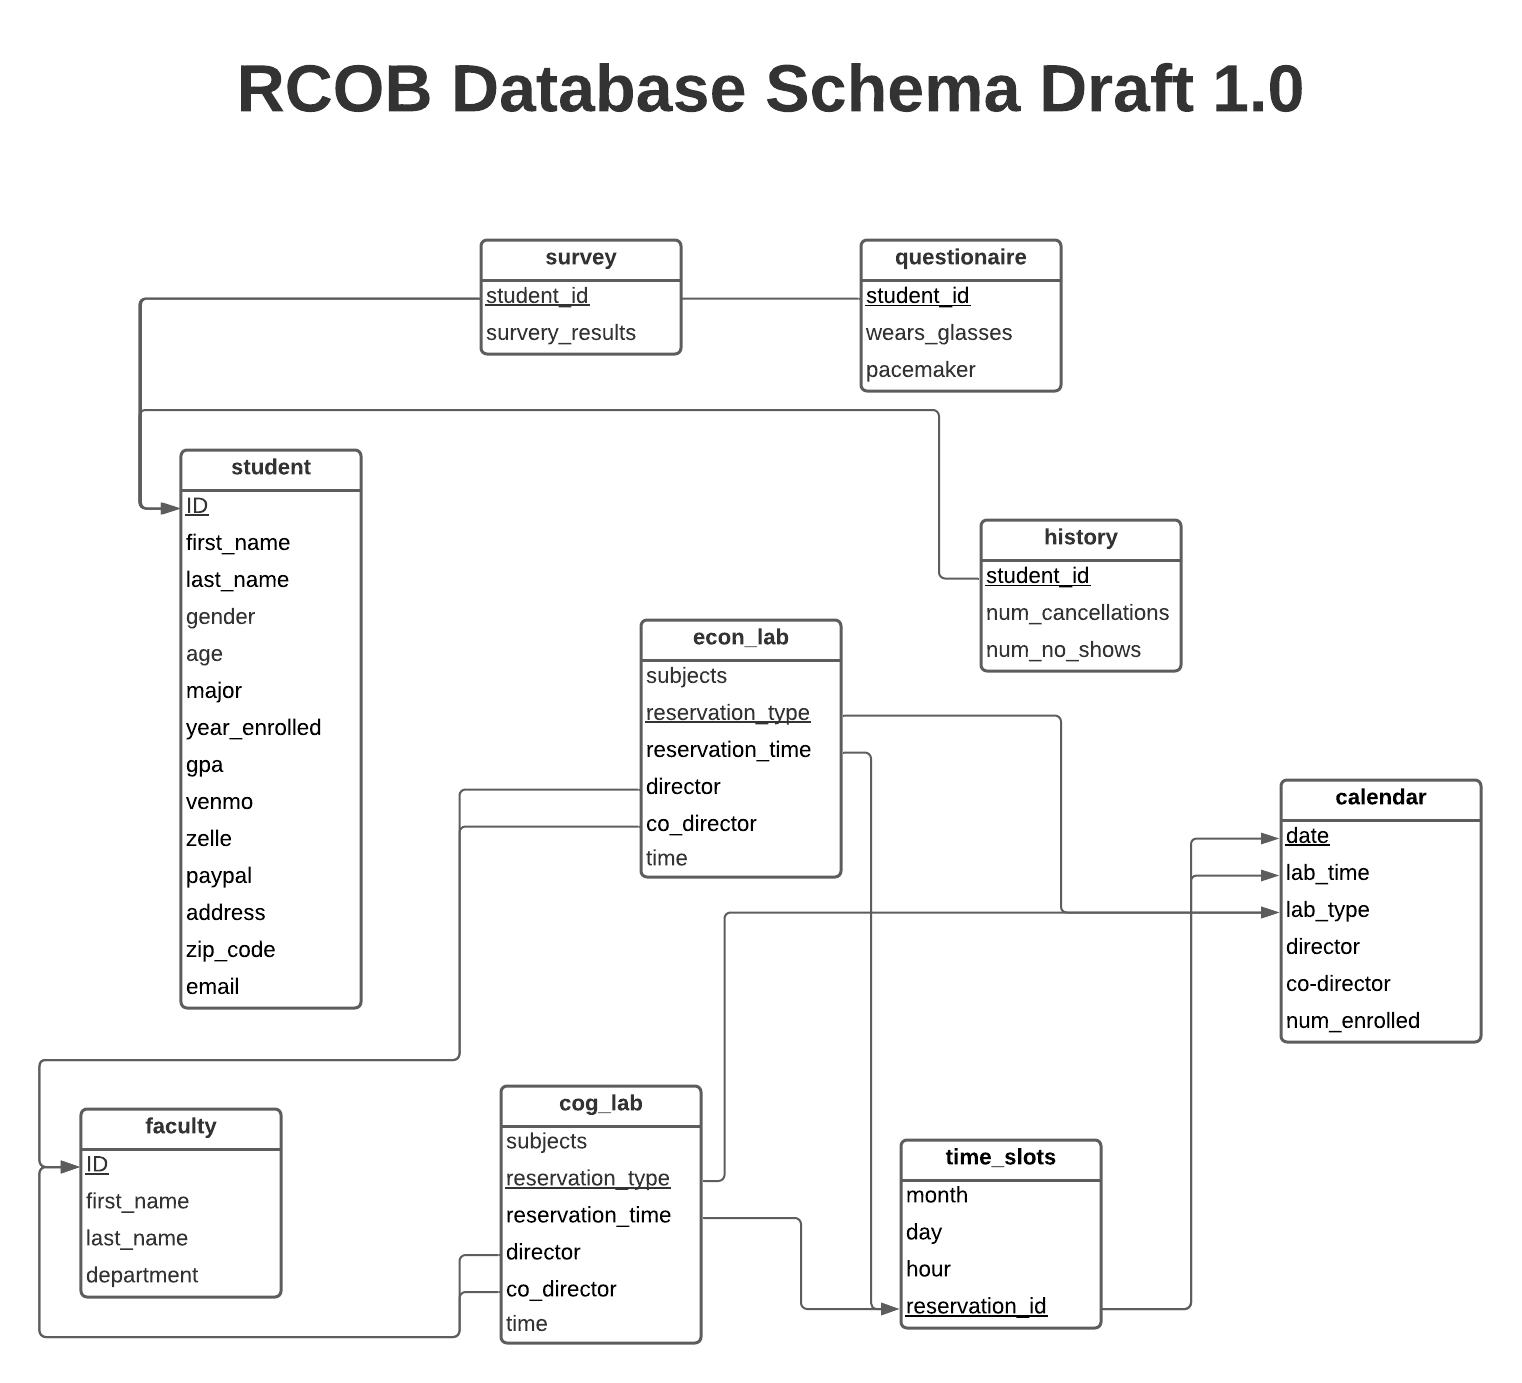 RCOB Database Schema Draft 1.0
survey
student_id
survery_results
questionaire
student_id
wears_glasses
pacemaker
student
ID
first_name
last_name
gender
age
major
year_enrolled
gpa
venmo
zelle
paypal
address
zip_code
email
history
student_id
num_cancellations
num_no_shows
econ_lab
subjects
reservation_type
reservation_time
director
co_director
time
calendar
date
lab_time
lab_type
director
co-director
num_enrolled
faculty
ID
first_name
last_name
department
cog_lab
subjects
reservation_type
reservation_time
director
co_director
time
time_slots
month
day
hour
reservation_id